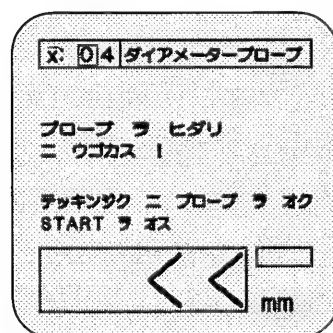 x: 04 ダイアメータープローブ
プローブ ヲ ヒダリ
ニ ウゴカス !
テッキンジク ニ プローブ ヲ オク
START ヲ オス
mm